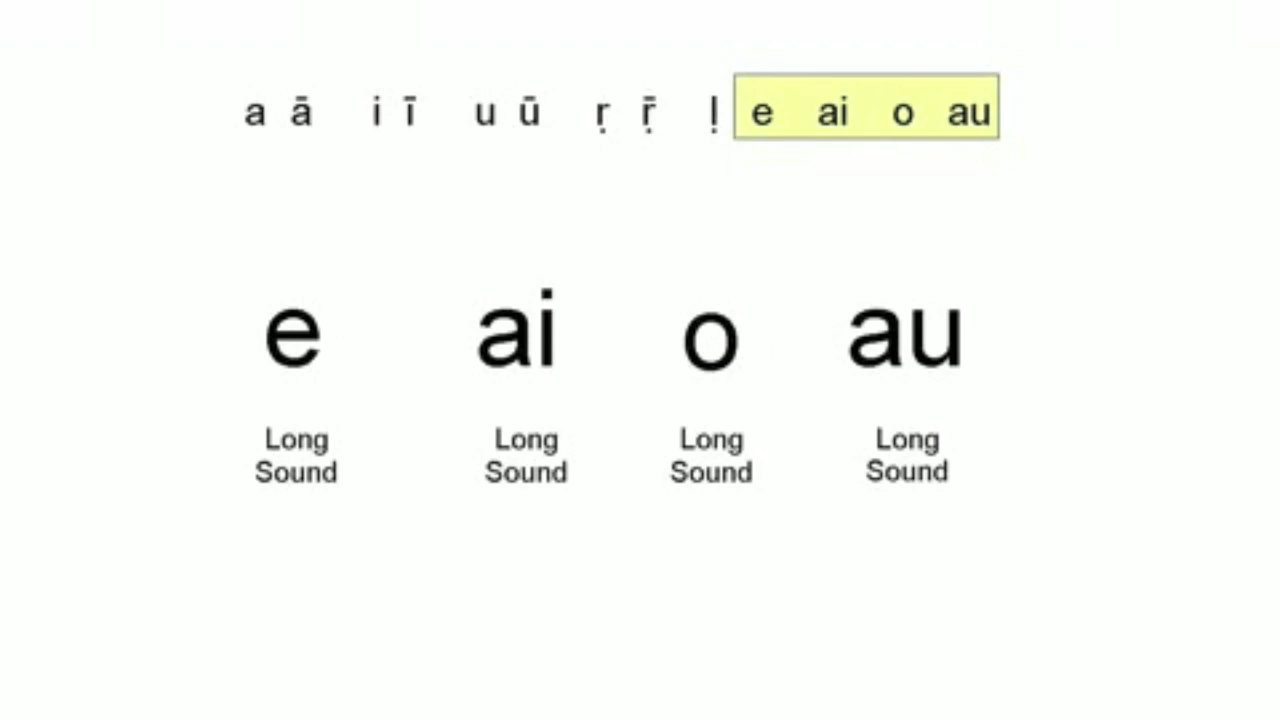 a ā i ī u ū ṛ ṝ ḷ e ai o au
e ai o au
Long Long Long Long
Sound Sound Sound Sound